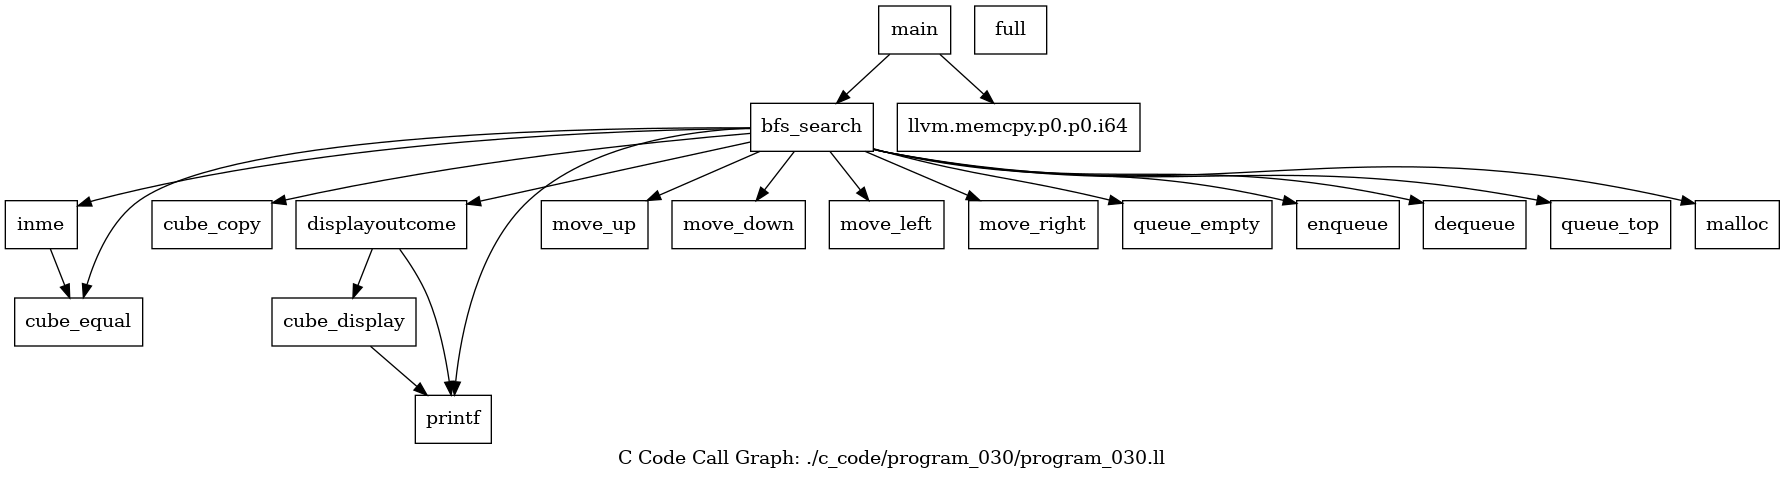 main
full
bfs_search
llvm.memcpy.p0.p0.i64
inme
cube_copy
displayoutcome
move_up
move_down
move_left
move_right
queue_empty
enqueue
dequeue
queue_top
malloc
cube_equal
cube_display
printf
C Code Call Graph: ./c_code/program_030/program_030.ll